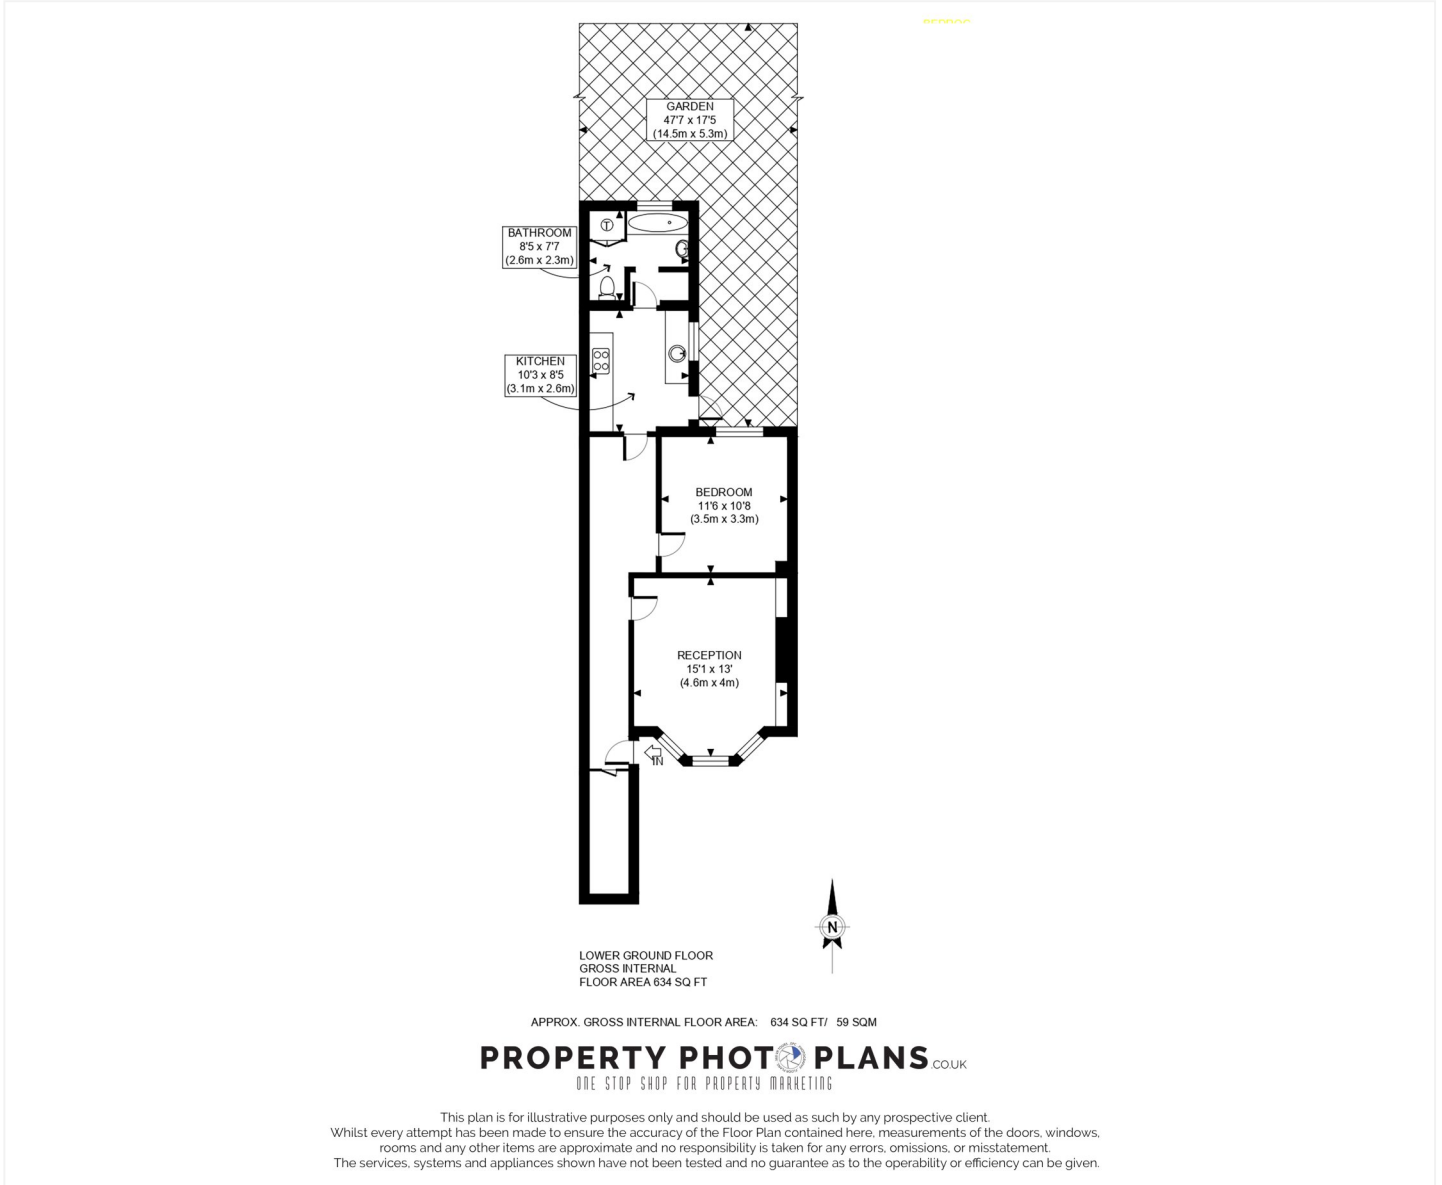 GARDEN
47'7 x 17'5
(14.5m x 5.3m)
T
BATHROOM
8'5 x 7'7
(2.6m x 2.3m)
KITCHEN
10'3 x 8'5
(3.1m x 2.6m)
BEDROOM
11'6 x 10'8
(3.5m x 3.3m)
RECEPTION
15'1 x 13'
(4.6m x 4m)
IN
N
LOWER GROUND FLOOR
GROSS INTERNAL
FLOOR AREA 634 SQ FT
APPROX. GROSS INTERNAL FLOOR AREA: 634 SQ FT/ 59 SQM
PROPERTY PHOTO PLANS.CO.UK
ONE STOP SHOP FOR PROPERTY MARKETING
This plan is for illustrative purposes only and should be used as such by any prospective client.
Whilst every attempt has been made to ensure the accuracy of the Floor Plan contained here, measurements of the doors, windows,
rooms and any other items are approximate and no responsibility is taken for any errors, omissions, or misstatement.
The services, systems and appliances shown have not been tested and no guarantee as to the operability or efficiency can be given.